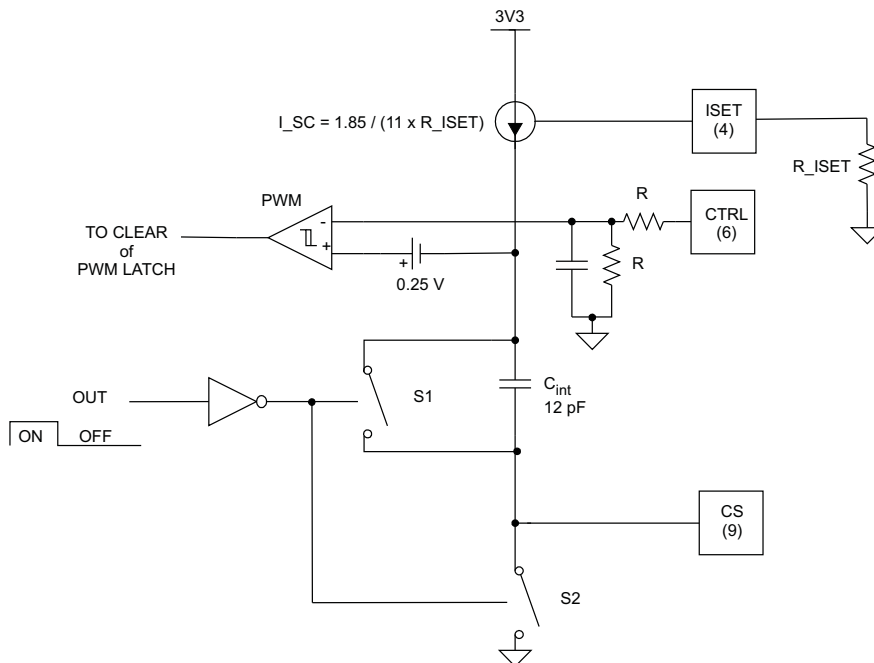 3V3
I_SC = 1.85 / (11 x R_ISET)
ISET
(4)
R_ISET
PWM
R
CTRL
(6)
TO CLEAR
of
PWM LATCH
-
+
+
0.25 V
R
OUT
S1
Cint
12 pF
ON
OFF
CS
(9)
S2